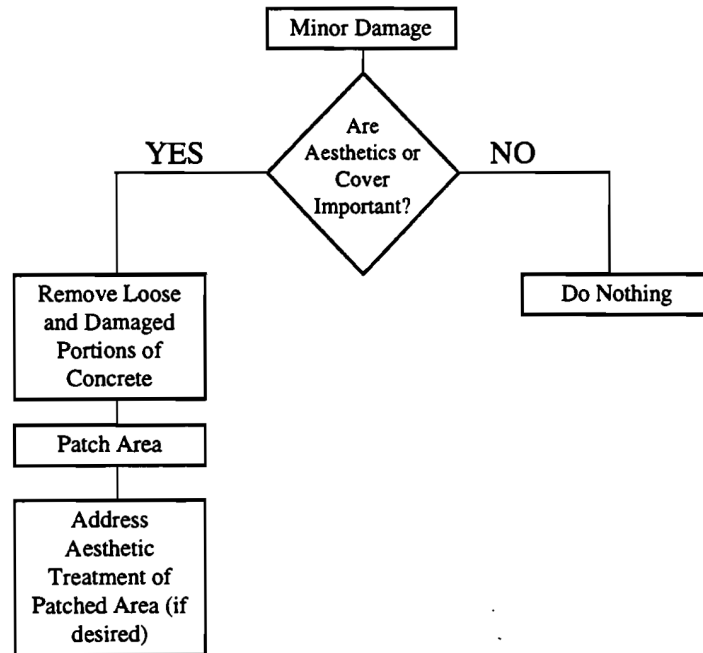 Minor Damage
Are
Aesthetics or
Cover
Important?
YES
NO
Remove Loose
and Damaged
Portions of
Concrete
Do Nothing
Patch Area
Address
Aesthetic
Treatment of
Patched Area (if
desired)